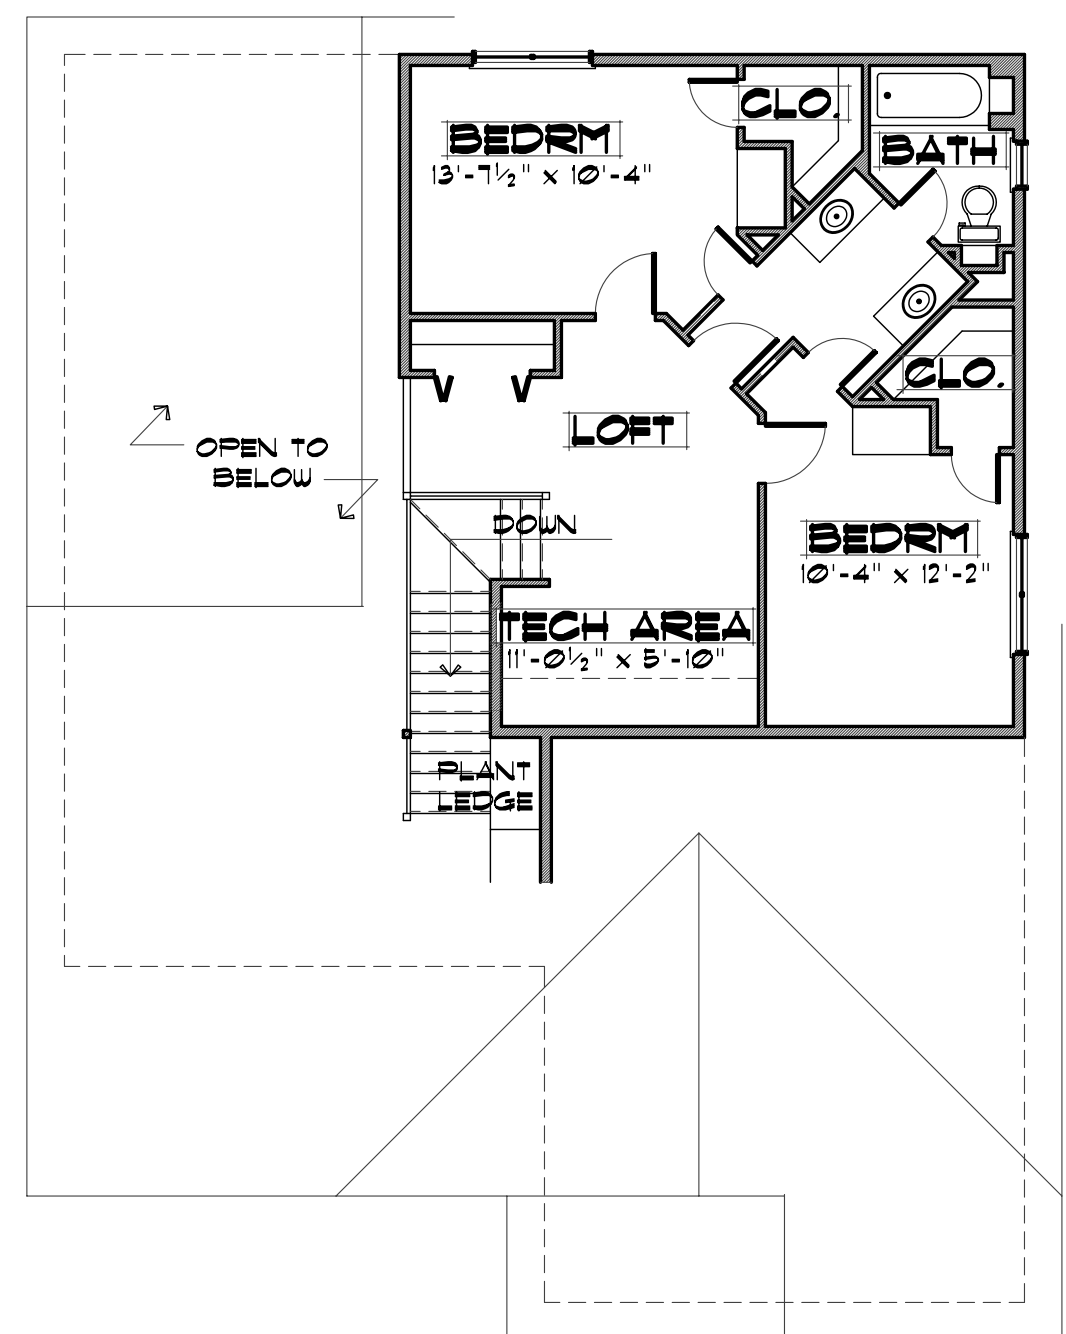 CLO.
BEDRM
13'-7½" x 10'-4"
BATH
CLO.
LOFT
OPEN TO
BELOW
DOWN
BEDRM
10'-4" x 12'-2"
TECH AREA
11'-0½" x 5'-10"
PLANT
LEDGE